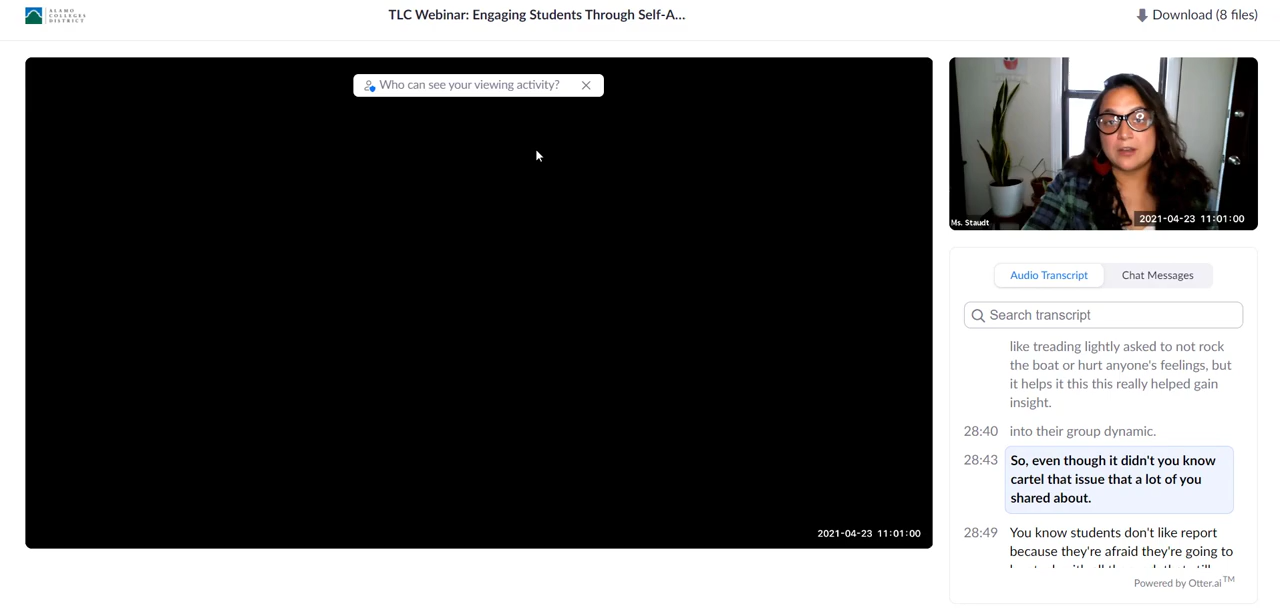 ALAMO
COLLEGES
DISTRICT
TLC Webinar: Engaging Students Through Self-A...
Download (8 files)
Who can see your viewing activity?
2021-04-23 11:01:00
Ms. Staudt
2021-04-23 11:01:00
Audio Transcript
Chat Messages
Search transcript
like treading lightly asked to not rock
the boat or hurt anyone's feelings, but
it helps it this this really helped gain
insight.
28:40 into their group dynamic.
28:43 So, even though it didn't you know
cartel that issue that a lot of you
shared about.
28:49 You know students don't like report
because they're afraid they're going to
Powered by Otter.ai TM